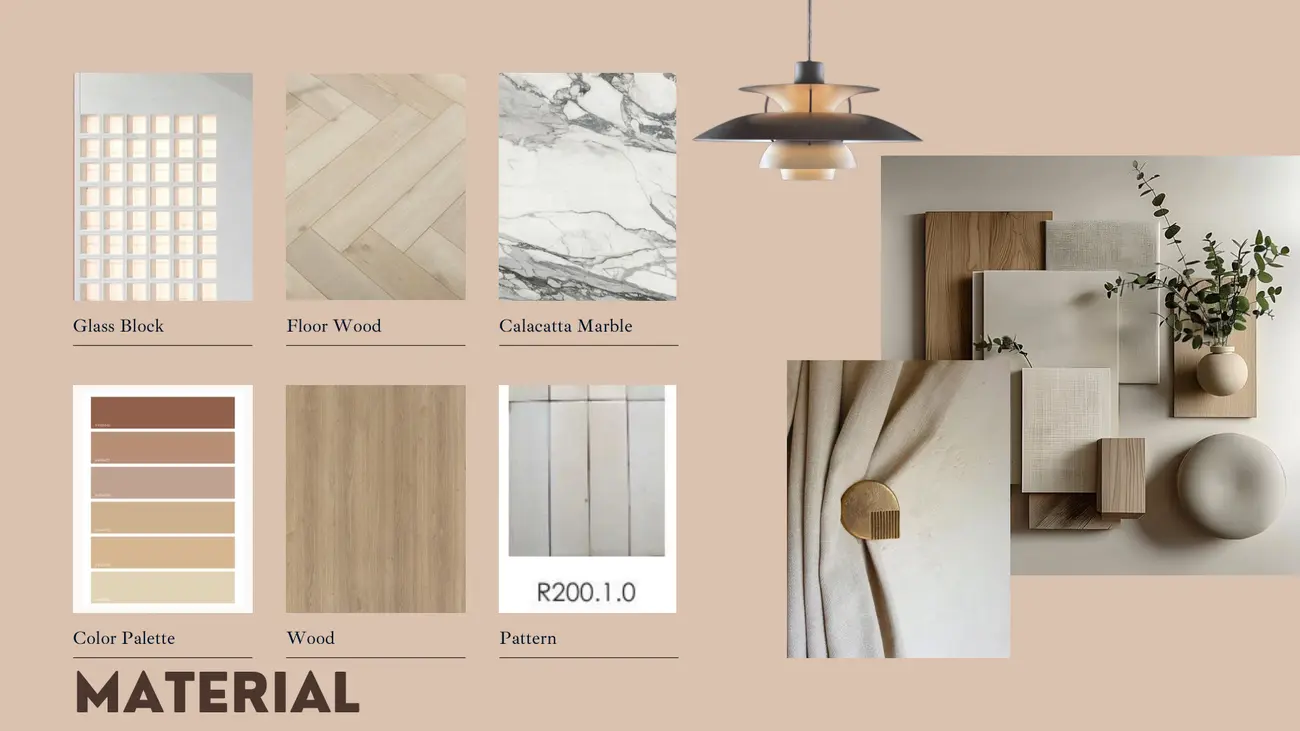 Glass Block
Floor Wood
Calacatta Marble
R200.1.0
Color Palette
Wood
Pattern
MATERIAL